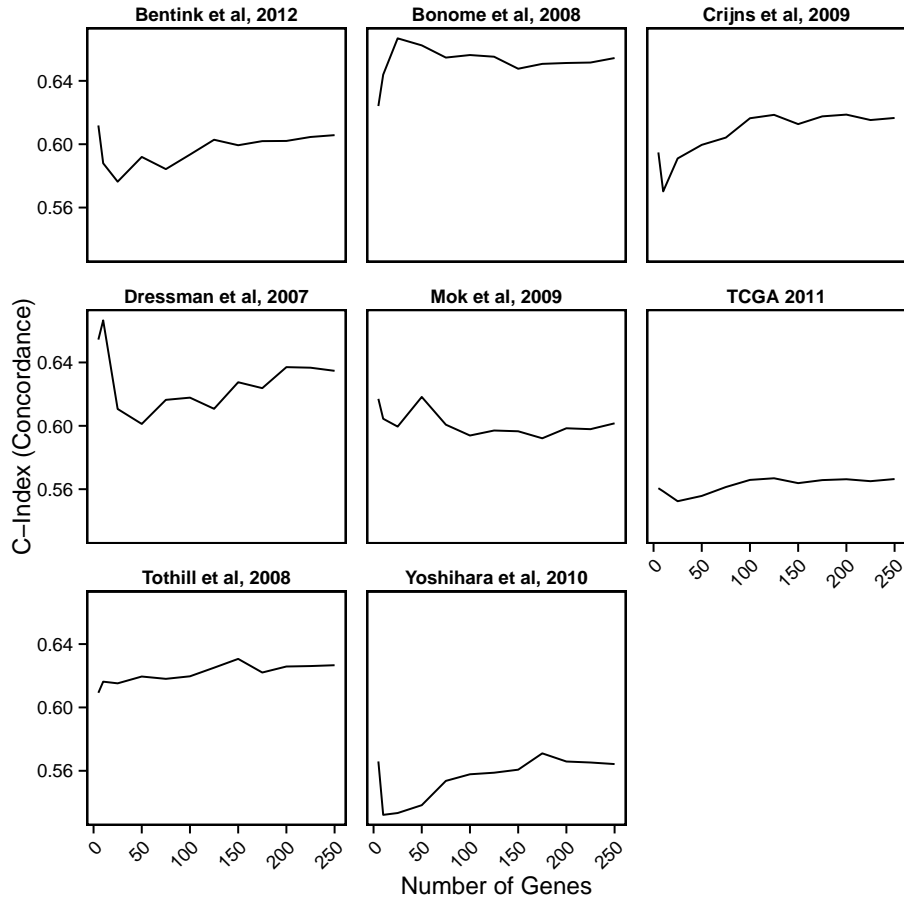 Bentink et al, 2012
Bonome et al, 2008
Crijns et al, 2009
0.64
0.60
0.56
Dressman et al, 2007
Mok et al, 2009
TCGA 2011
0.64
0.60
0.56
0 50 100 150 200 250
Tothill et al, 2008
Yoshihara et al, 2010
0.64
0.60
0.56
0 50 100 150 200 250
0 50 100 150 200 250
C−Index (Concordance)
Number of Genes